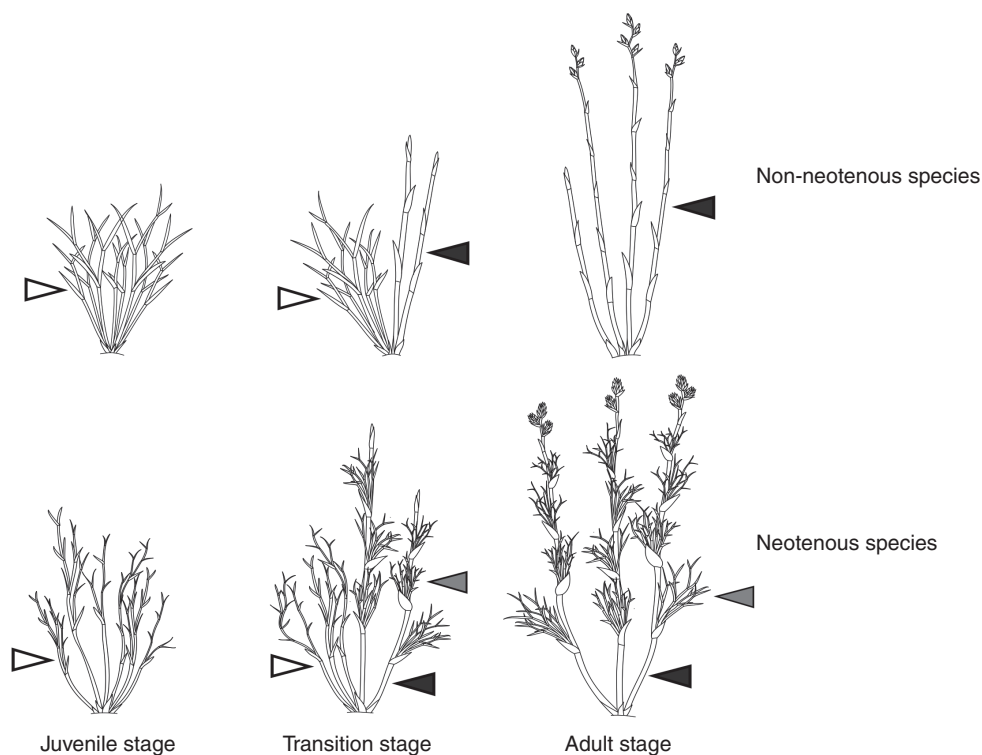 Non-neotenous species
Neotenous species
Juvenile stage
Transition stage
Adult stage